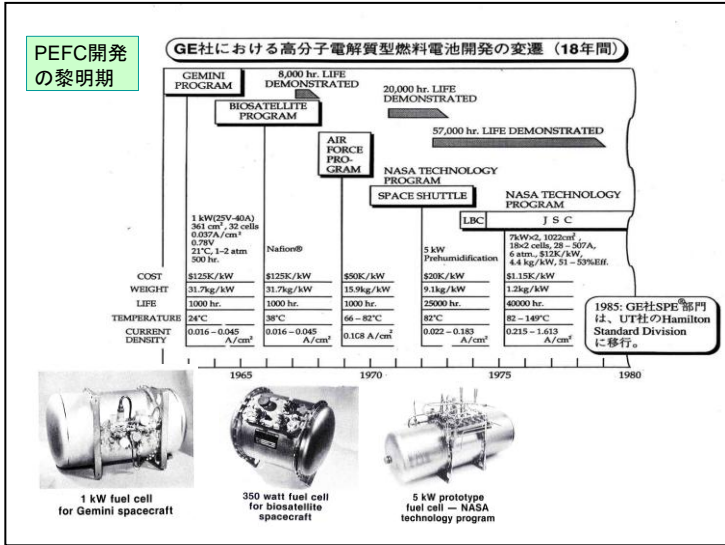 PEFC開発
の黎明期
GE社における高分子電解質型燃料電池開発の変遷 (18年間)
GEMINI
PROGRAM
8,000 hr. LIFE
DEMONSTRATED
BIOSATELLITE
PROGRAM
20,000 hr. LIFE
DEMONSTRATED
57,000 hr. LIFE DEMONSTRATED
AIR
FORCE
PRO-
GRAM
NASA TECHNOLOGY
PROGRAM
SPACE SHUTTLE
NASA TECHNOLOGY
PROGRAM
LBC J S C
1 kW(25V-40A)
361 cm², 32 cells
0.037A/cm²
0.78V
21℃, 1–2 atm
500 hr.
Nafion®
5 kW
Prehumidification
7kW×2, 1022cm²,
18×2 cells, 28 – 507A,
6 atm., $12K/kW,
4.4 kg/kW, 51 – 53%Eff.
COST $125K/kW $125K/kW $50K/kW $20K/kW $1.15K/kW
WEIGHT 31.7kg/kW 31.7kg/kW 15.9kg/kW 9.1kg/kW 1.2kg/kW
LIFE 1000 hr. 1000 hr. 1000 hr. 25000 hr. 40000 hr.
TEMPERATURE 24℃ 38℃ 66 – 82℃ 82℃ 82 – 149℃
CURRENT DENSITY 0.016 – 0.045 A/cm² 0.016 – 0.045 A/cm² 0.108 A/cm² 0.022 – 0.183 A/cm² 0.215 – 1.613 A/cm²
1985: GE社SPE®部門
は、UT社のHamilton
Standard Division
に移行。
1965 1970 1975 1980
1 kW fuel cell
for Gemini spacecraft
350 watt fuel cell
for biosatellite
spacecraft
5 kW prototype
fuel cell — NASA
technology program